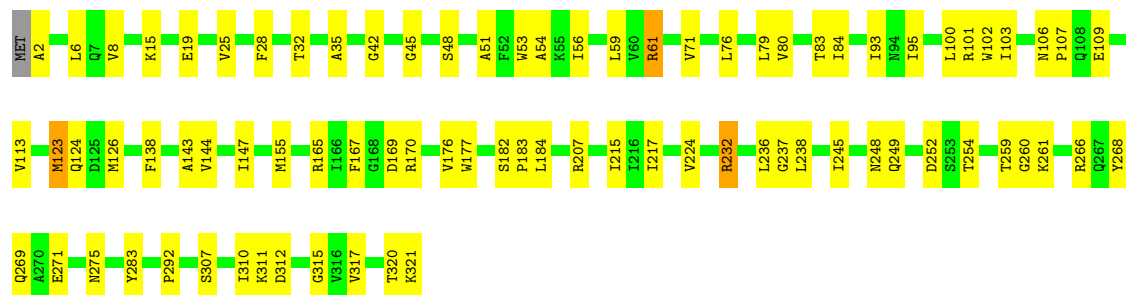 MET A2 L6 Q7 V8 K15 E19 V25 F28 T32 A35 G42 G45 S48 A51 F52 W53 A54 K55 I56 L59 V60 R61 V71 L76 L79 V80 T83 I84 I93 N94 I95 L100 R101 W102 I103 N106 P107 Q108 E109
V113 M123 Q124 D125 M126 F138 A143 V144 I147 M155 R165 I166 F167 G168 D169 R170 V176 W177 S182 P183 L184 R207 I215 I216 I217 V224 R232 L236 G237 L238 I245 N248 Q249 D252 S253 T254 T259 G260 K261 R266 Q267 Y268
Q269 A270 E271 N275 Y283 P292 S307 I310 K311 D312 G315 V316 V317 T320 K321